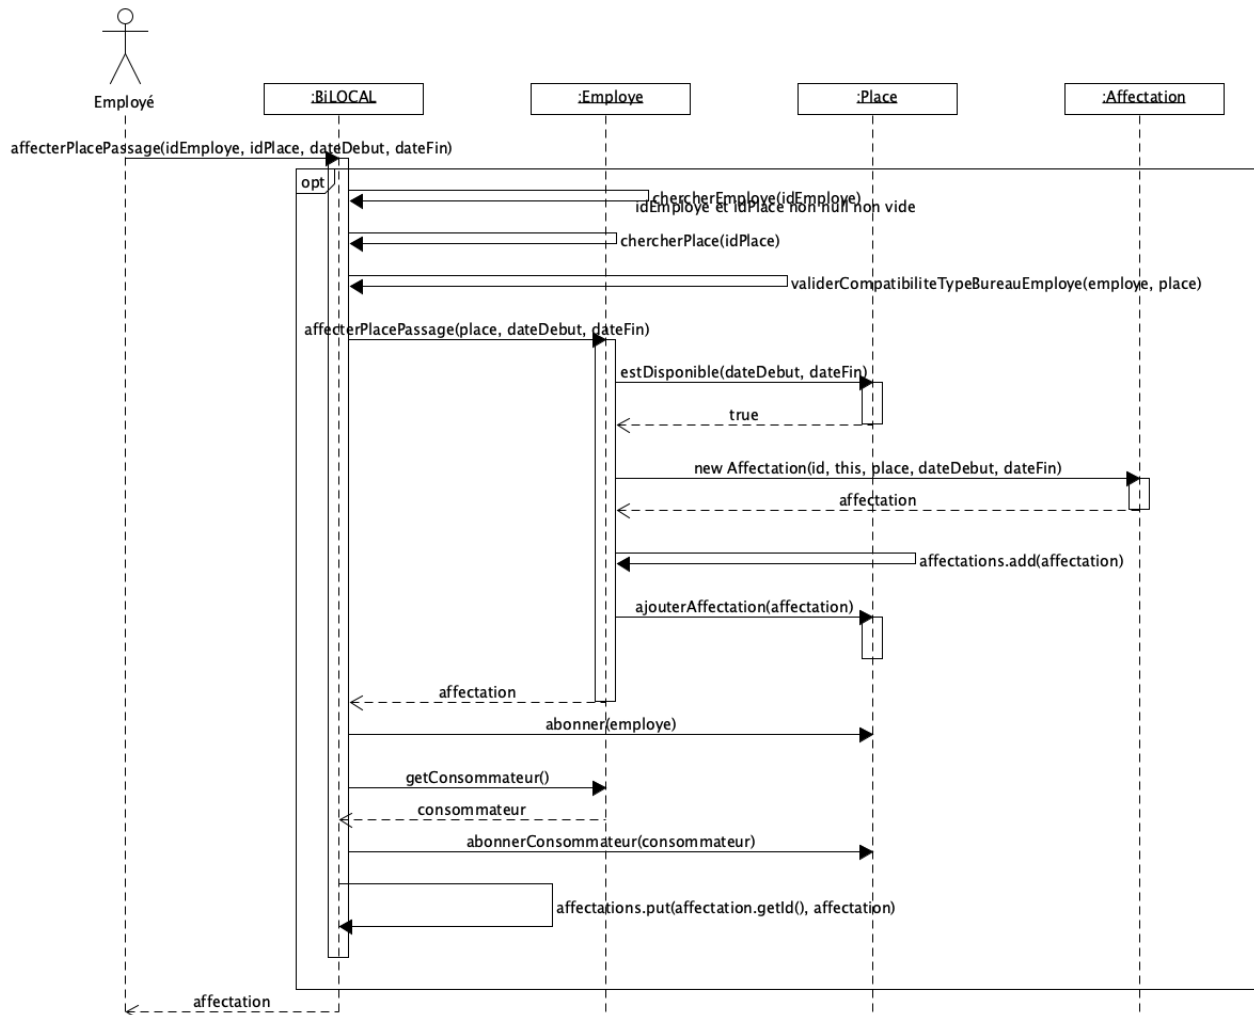 Employé
:BiLOCAL
:Employe
:Place
:Affectation
affecterPlacePassage(idEmploye, idPlace, dateDebut, dateFin)
opt
chercherEmploye(idEmploye)
idEmploye et idPlace non null non vide
chercherPlace(idPlace)
validerCompatibiliteTypeBureauEmploye(employe, place)
affecterPlacePassage(place, dateDebut, dateFin)
estDisponible(dateDebut, dateFin)
true
new Affectation(id, this, place, dateDebut, dateFin)
affectation
affectations.add(affectation)
ajouterAffectation(affectation)
affectation
abonner(employe)
getConsommateur()
consommateur
abonnerConsommateur(consommateur)
affectations.put(affectation.getId(), affectation)
affectation